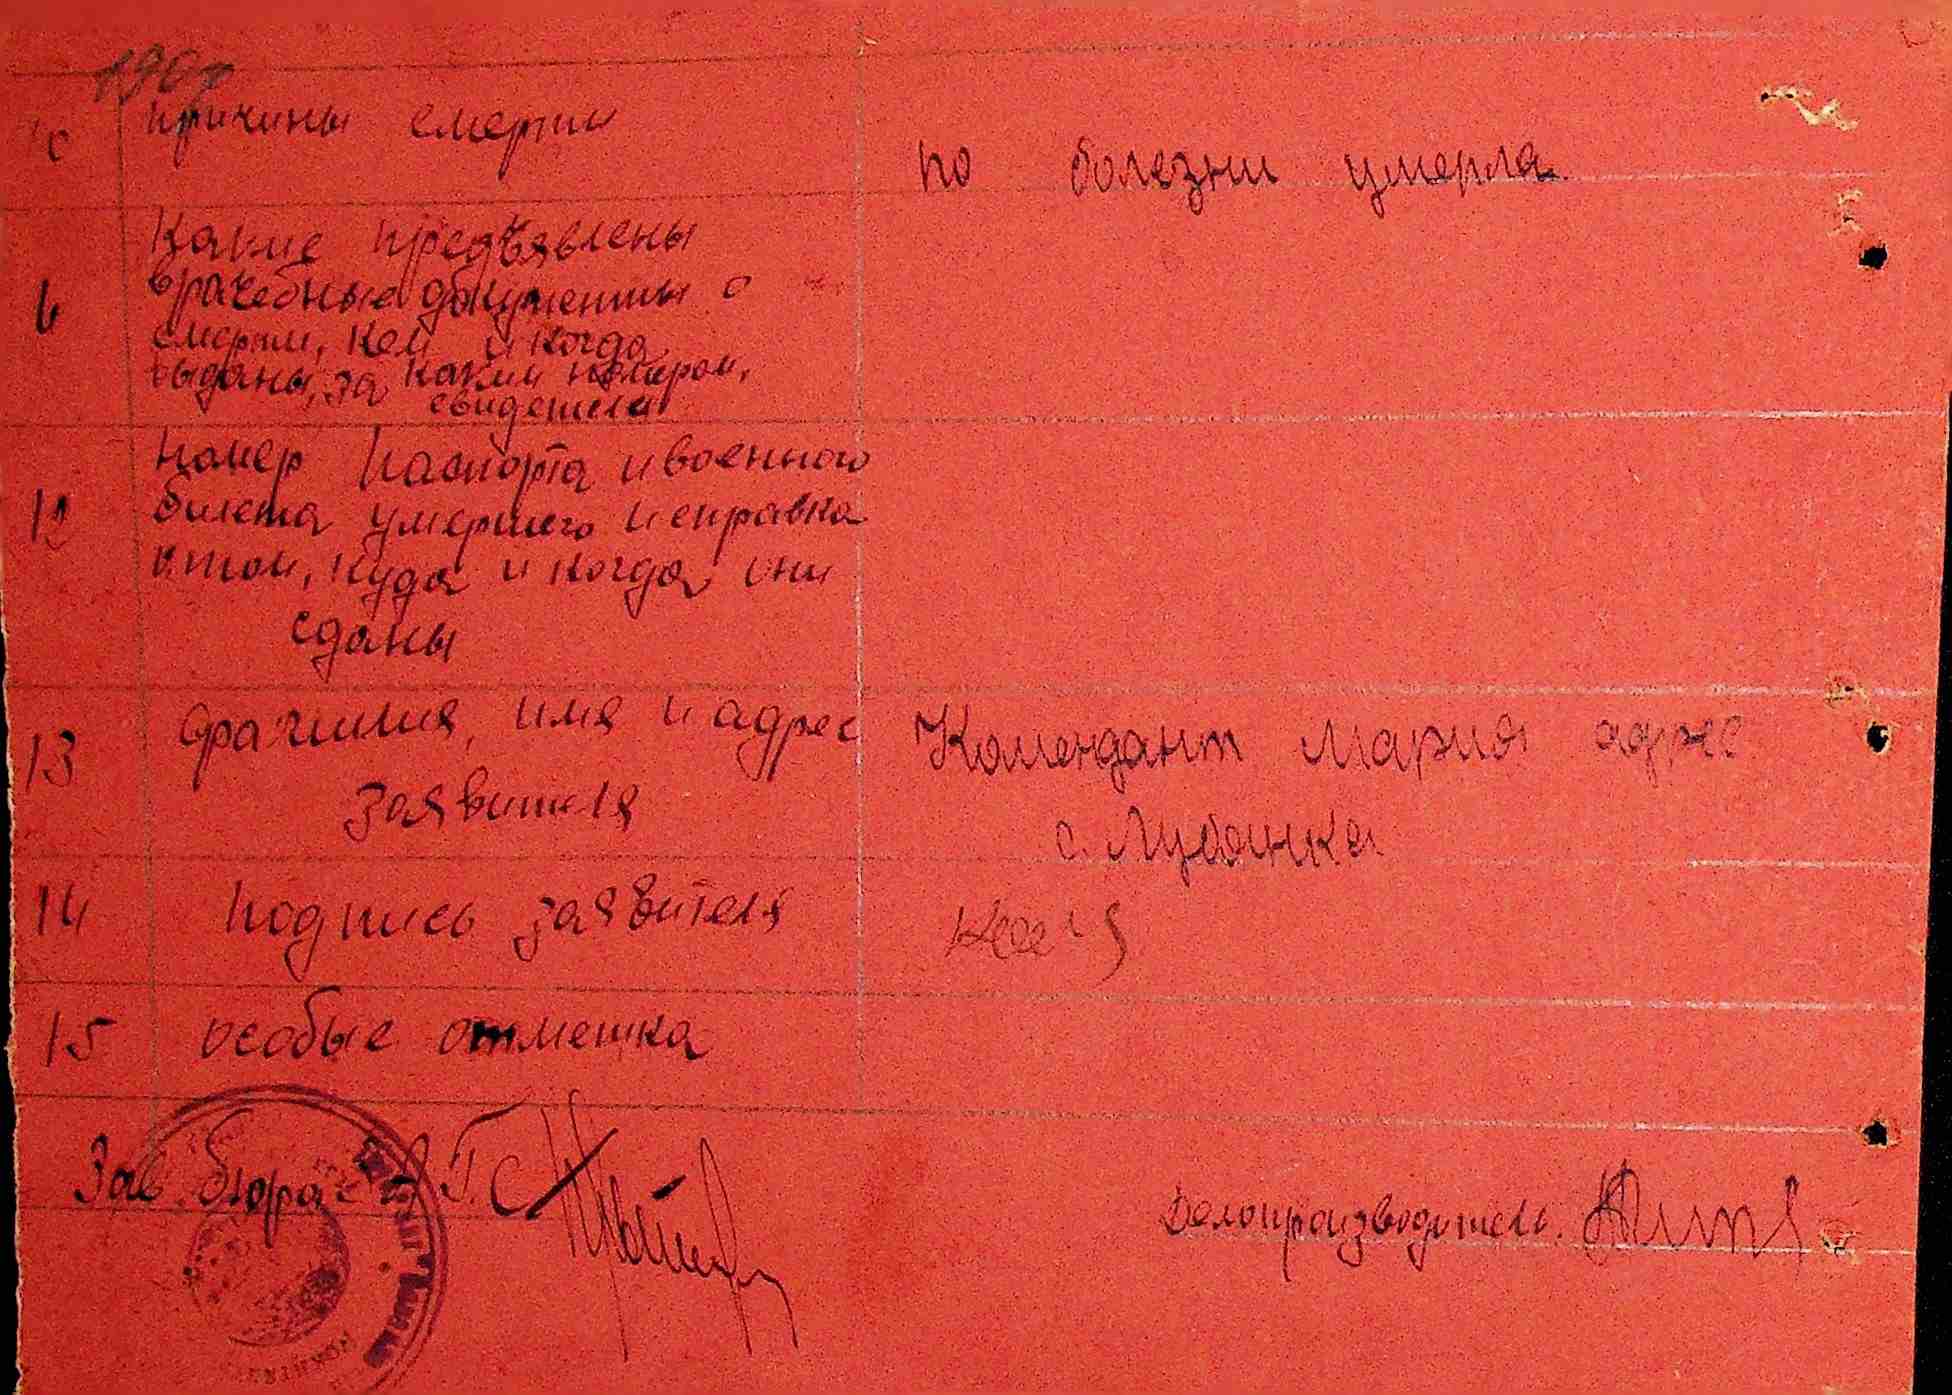 10 причины смерти
по болезни умерла
Какие предъявлены
врачебные документы о
смерти, кем и когда
выданы, за каким номером,
свидетели
12
номер паспорта и военного
билета умершего и справка
о том, куда и когда они
сданы
13 фамилия, имя и адрес
заявителя
Комендант Мария адрес
с. Лубянка
14 подпись заявителя
15 особые отметка
Зав. бюро ЗАГС
Делопроизводитель.